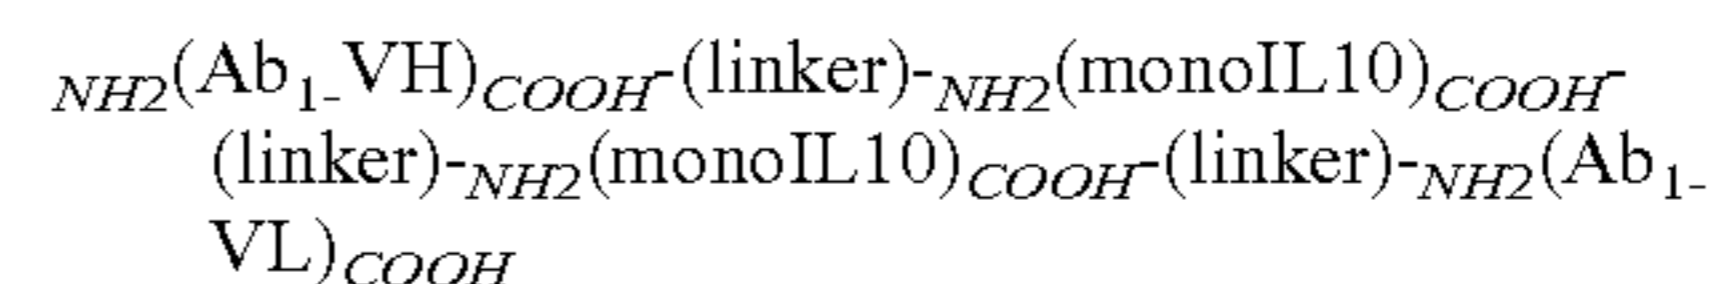 NH2(Ab1-VH)COOH-(linker)-NH2(monoIL10)COOH-
(linker)-NH2(monoIL10)COOH-(linker)-NH2(Ab1-
VL)COOH